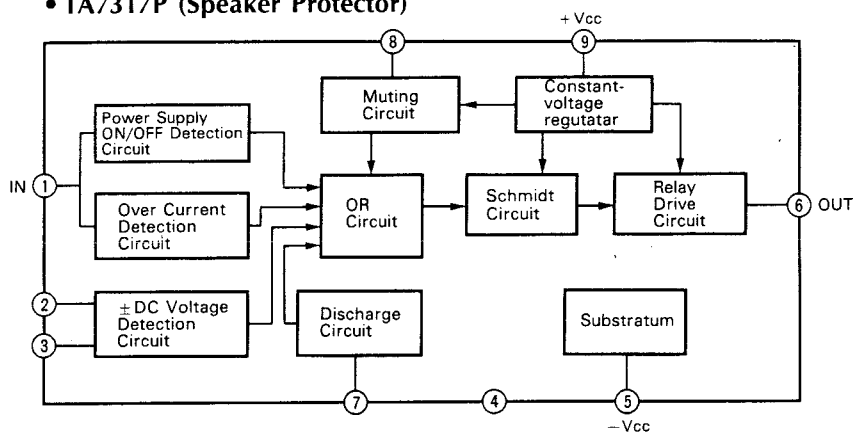 • TA7317P (Speaker Protector)
+Vcc
8
9
Muting
Circuit
Constant-
voltage
regutatar
Power Supply
ON/OFF Detection
Circuit
IN 1
Over Current
Detection
Circuit
OR
Circuit
Schmidt
Circuit
Relay
Drive
Circuit
6 OUT
2
3
±DC Voltage
Detection
Circuit
Discharge
Circuit
Substratum
7
4
5
−Vcc